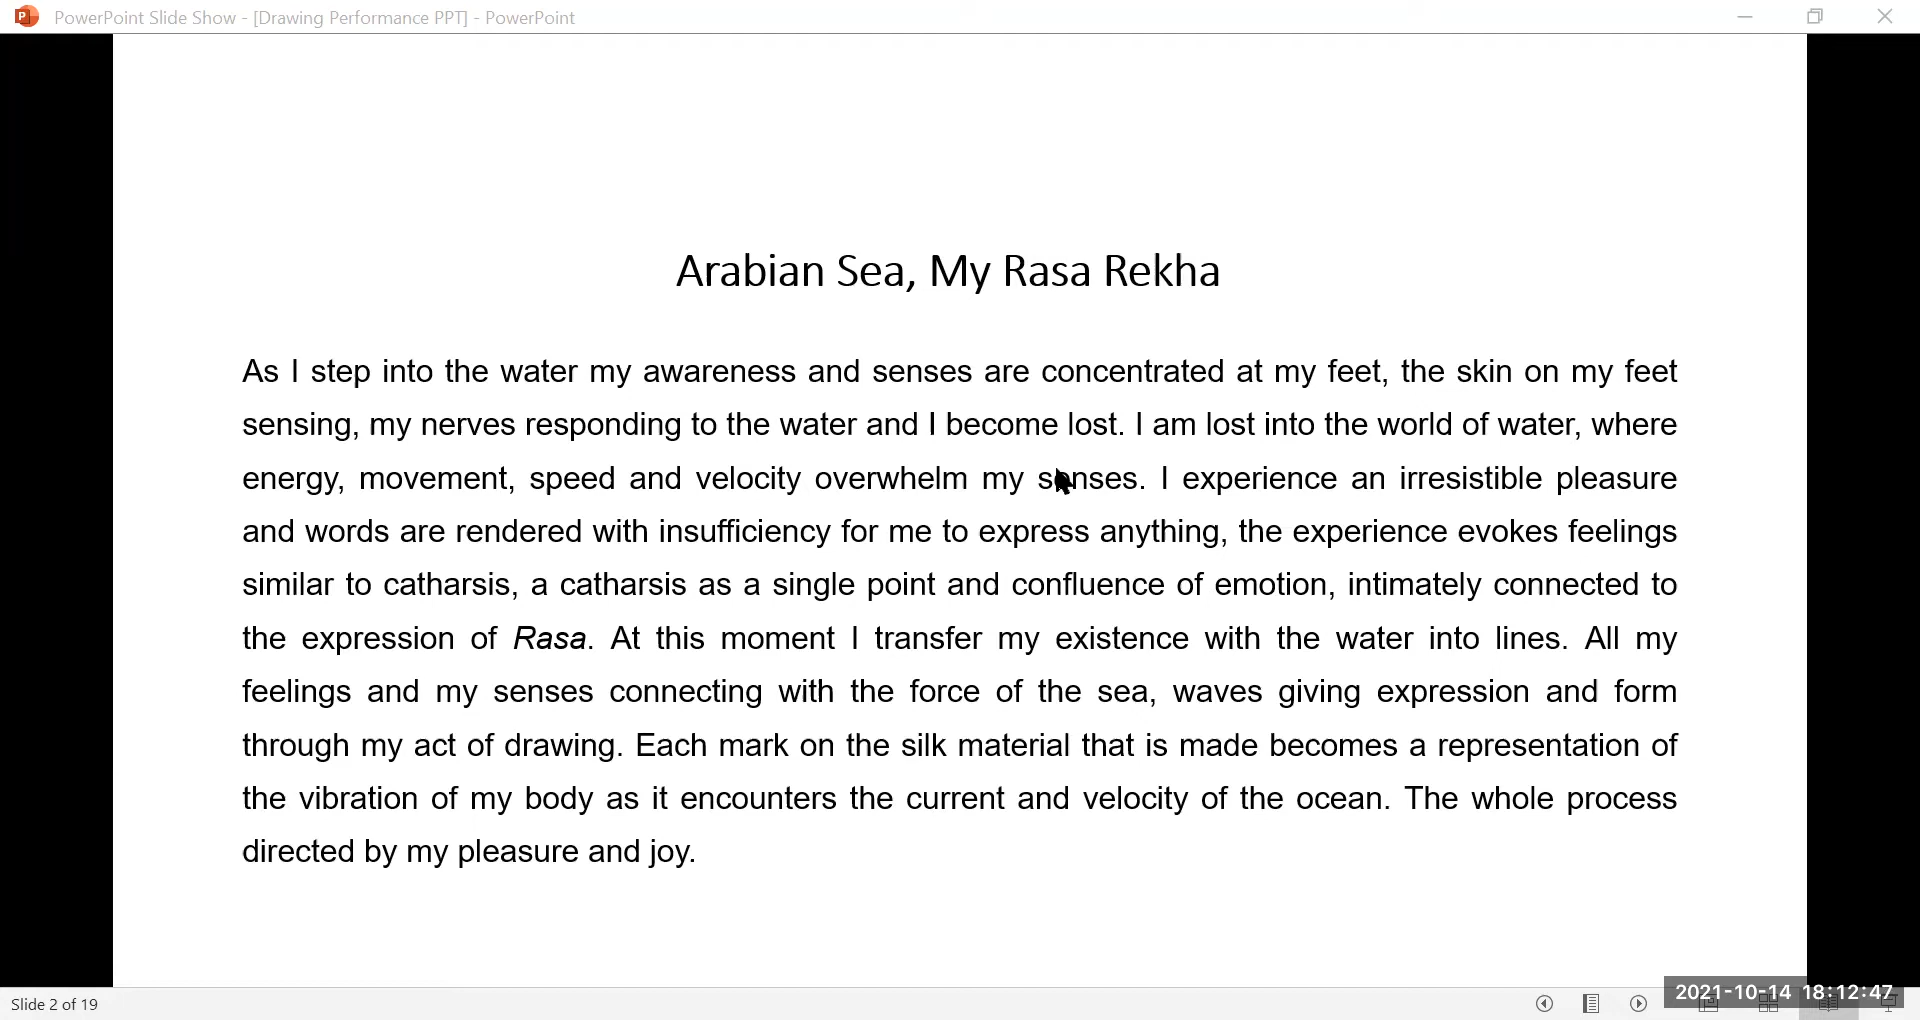 PowerPoint Slide Show - [Drawing Performance PPT] - PowerPoint
Arabian Sea, My Rasa Rekha
As I step into the water my awareness and senses are concentrated at my feet, the skin on my feet
sensing, my nerves responding to the water and I become lost. I am lost into the world of water, where
energy, movement, speed and velocity overwhelm my senses. I experience an irresistible pleasure
and words are rendered with insufficiency for me to express anything, the experience evokes feelings
similar to catharsis, a catharsis as a single point and confluence of emotion, intimately connected to
the expression of Rasa. At this moment I transfer my existence with the water into lines. All my
feelings and my senses connecting with the force of the sea, waves giving expression and form
through my act of drawing. Each mark on the silk material that is made becomes a representation of
the vibration of my body as it encounters the current and velocity of the ocean. The whole process
directed by my pleasure and joy.
Slide 2 of 19
2021-10-14 18:12:47